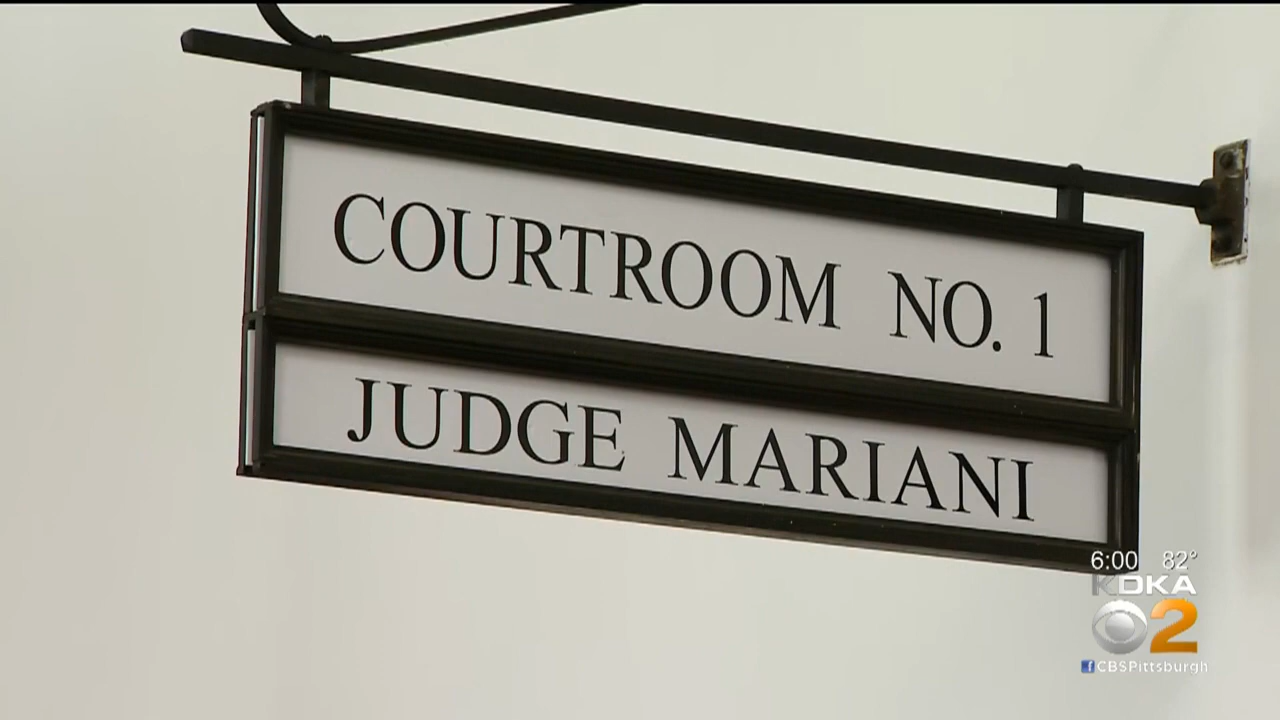 COURTROOM NO. 1
JUDGE MARIANI
6:00 82°
KDKA
2
f CBSPittsburgh